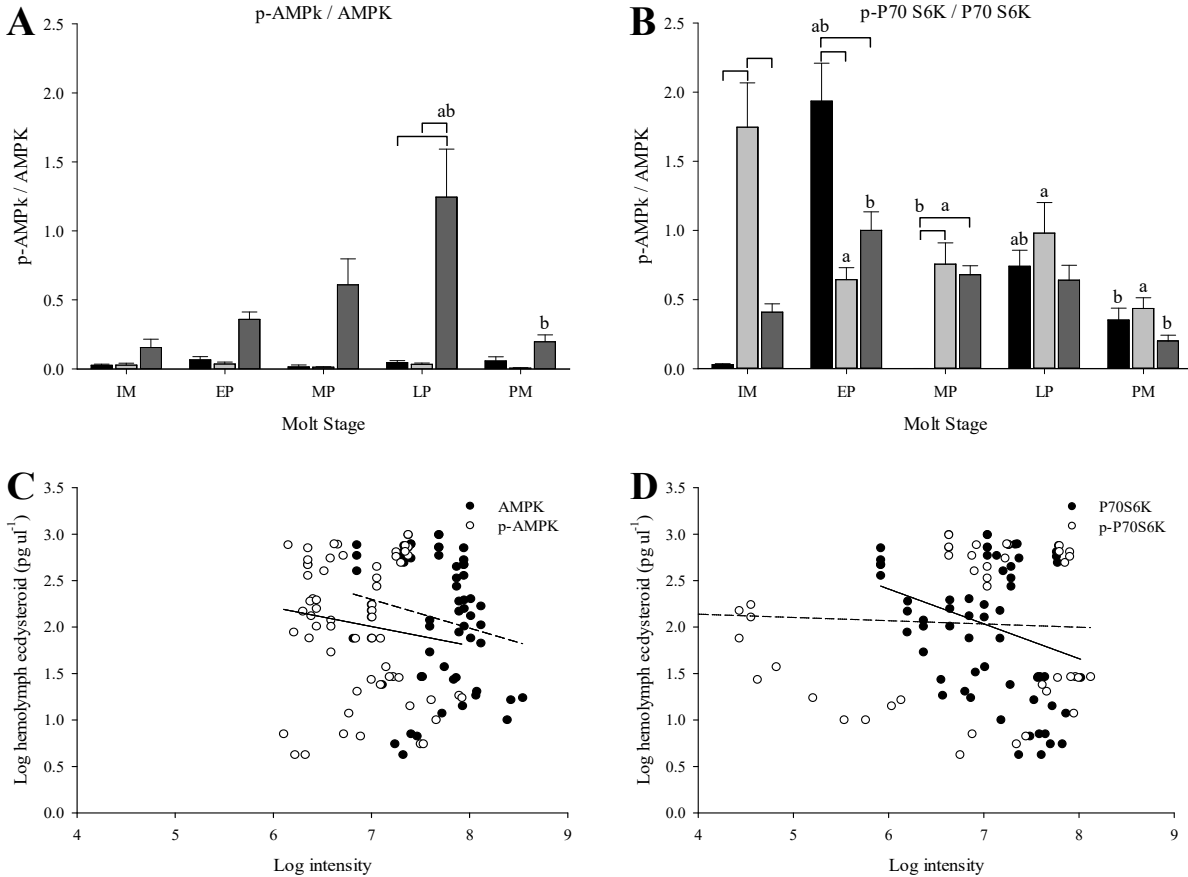 A
p-AMPk / AMPK
2.5
2.0
1.5
1.0
0.5
0.0
p-AMPk / AMPK
ab
b
IM EP MP LP PM
Molt Stage
B
p-P70 S6K / P70 S6K
2.5
2.0
1.5
1.0
0.5
0.0
p-AMPk / AMPK
ab
a
b
b a
ab
a
b
a
b
IM EP MP LP PM
Molt Stage
C
3.5
3.0
2.5
2.0
1.5
1.0
0.5
0.0
Log hemolymph ecdysteroid (pg ul-1)
AMPK
p-AMPK
4 5 6 7 8 9
Log intensity
D
3.5
3.0
2.5
2.0
1.5
1.0
0.5
0.0
Log hemolymph ecdysteroid (pg ul-1)
P70S6K
p-P70S6K
4 5 6 7 8 9
Log intensity